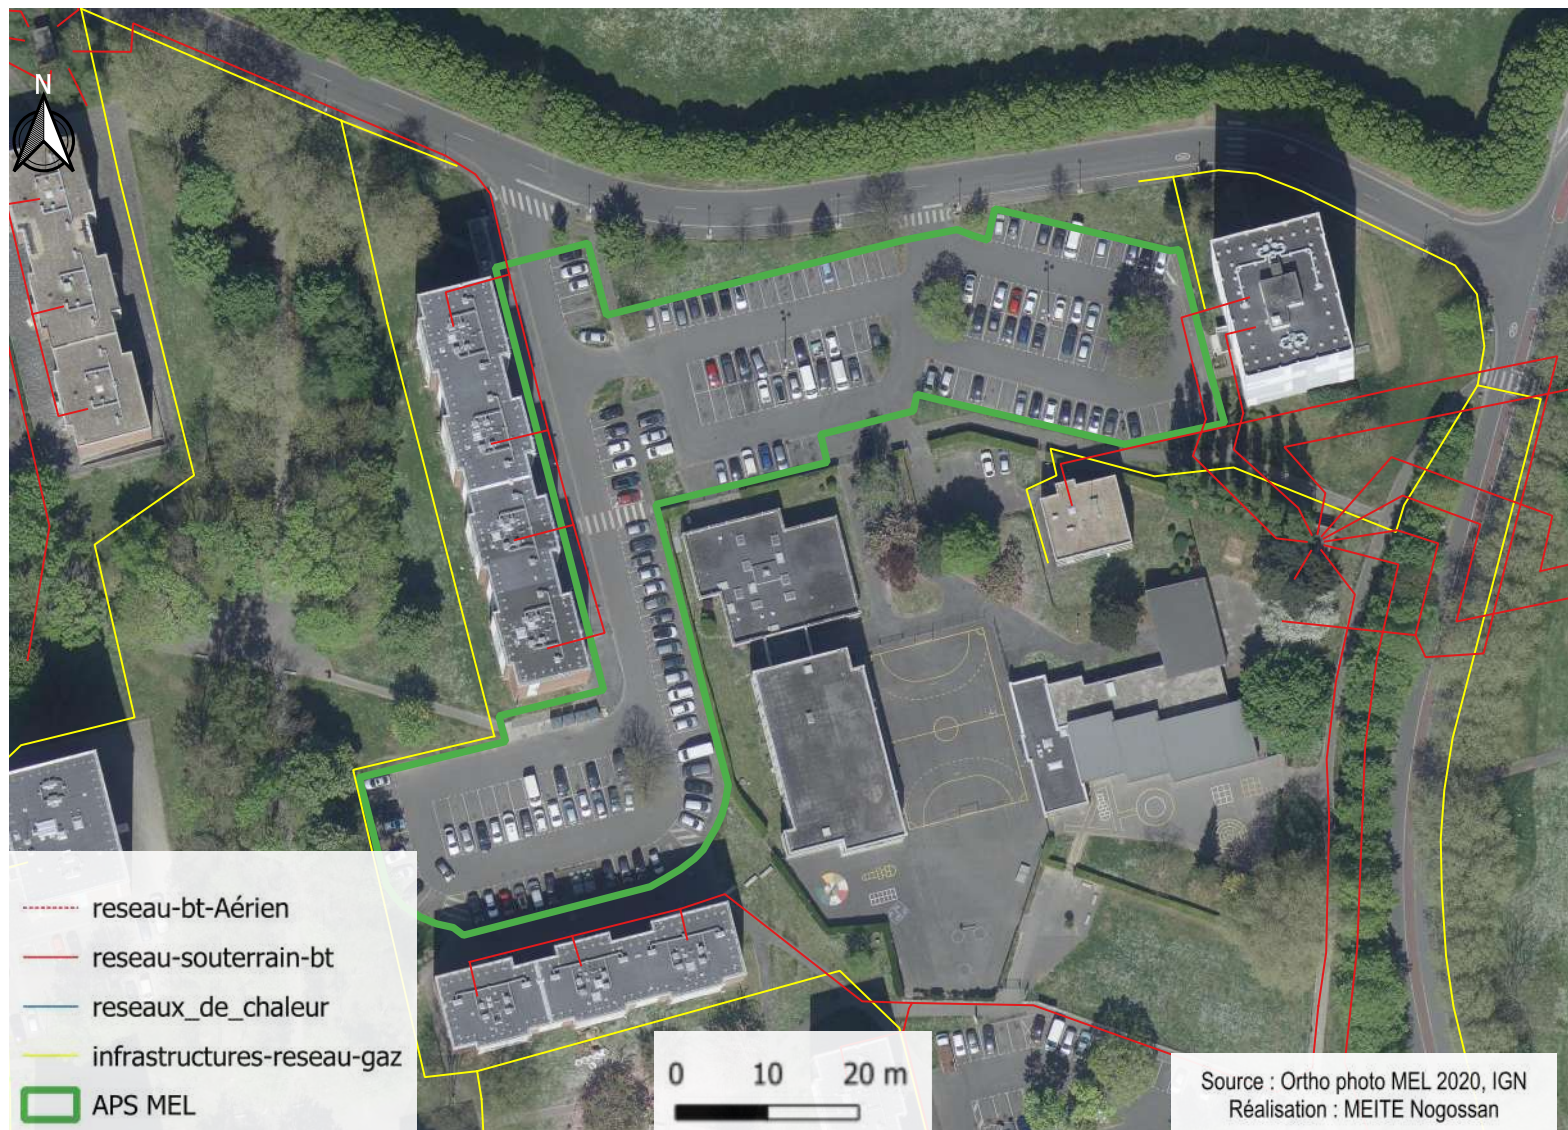 N
reseau-bt-Aérien
reseau-souterrain-bt
reseaux_de_chaleur
infrastructures-reseau-gaz
APS MEL
0 10 20 m
Source : Ortho photo MEL 2020, IGN
Réalisation : MEITE Nogossan